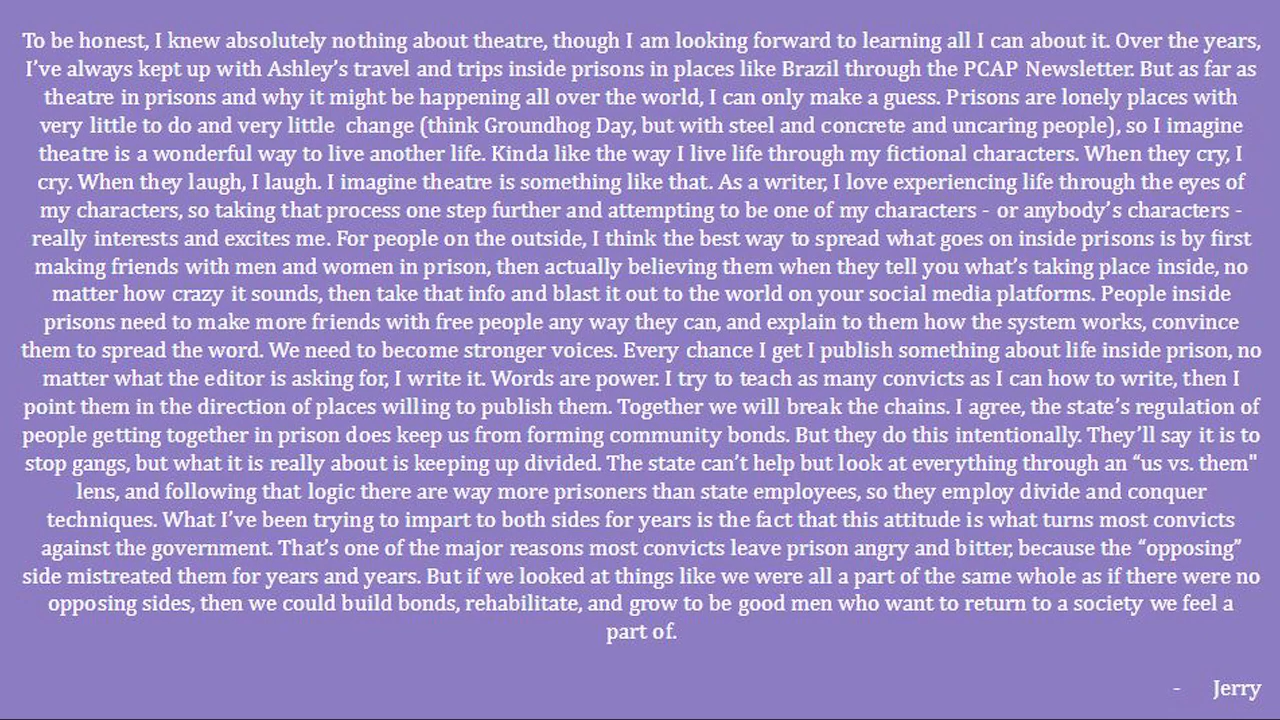 To be honest, I knew absolutely nothing about theatre, though I am looking forward to learning all I can about it. Over the years,
I’ve always kept up with Ashley’s travel and trips inside prisons in places like Brazil through the PCAP Newsletter. But as far as
theatre in prisons and why it might be happening all over the world, I can only make a guess. Prisons are lonely places with
very little to do and very little  change (think Groundhog Day, but with steel and concrete and uncaring people), so I imagine
theatre is a wonderful way to live another life. Kinda like the way I live life through my fictional characters. When they cry, I
cry. When they laugh, I laugh. I imagine theatre is something like that. As a writer, I love experiencing life through the eyes of
my characters, so taking that process one step further and attempting to be one of my characters - or anybody’s characters -
really interests and excites me. For people on the outside, I think the best way to spread what goes on inside prisons is by first
making friends with men and women in prison, then actually believing them when they tell you what’s taking place inside, no
matter how crazy it sounds, then take that info and blast it out to the world on your social media platforms. People inside
prisons need to make more friends with free people any way they can, and explain to them how the system works, convince
them to spread the word. We need to become stronger voices. Every chance I get I publish something about life inside prison, no
matter what the editor is asking for, I write it. Words are power. I try to teach as many convicts as I can how to write, then I
point them in the direction of places willing to publish them. Together we will break the chains. I agree, the state’s regulation of
people getting together in prison does keep us from forming community bonds. But they do this intentionally. They’ll say it is to
stop gangs, but what it is really about is keeping up divided. The state can’t help but look at everything through an “us vs. them"
lens, and following that logic there are way more prisoners than state employees, so they employ divide and conquer
techniques. What I’ve been trying to impart to both sides for years is the fact that this attitude is what turns most convicts
against the government. That’s one of the major reasons most convicts leave prison angry and bitter, because the “opposing”
side mistreated them for years and years. But if we looked at things like we were all a part of the same whole as if there were no
opposing sides, then we could build bonds, rehabilitate, and grow to be good men who want to return to a society we feel a
part of.
- Jerry